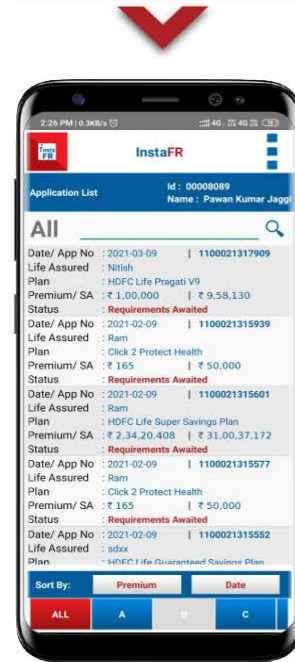 2:26 PM | 0.3KB/s
Insta FR
InstaFR
Application List
Id : 00008089
Name : Pawan Kumar Jaggi
All
Date/ App No : 2021-03-09 | 1100021317909
Life Assured : Nitish
Plan : HDFC Life Pragati V9
Premium/ SA : ₹ 1,00,000 | ₹ 9,58,130
Status : Requirements Awaited
Date/ App No : 2021-02-09 | 1100021315939
Life Assured : Ram
Plan : Click 2 Protect Health
Premium/ SA : ₹ 165 | ₹ 50,000
Status : Requirements Awaited
Date/ App No : 2021-02-09 | 1100021315601
Life Assured : Ram
Plan : HDFC Life Super Savings Plan
Premium/ SA : ₹ 2,34,20,408 | ₹ 31,00,37,172
Status : Requirements Awaited
Date/ App No : 2021-02-09 | 1100021315577
Life Assured : Ram
Plan : Click 2 Protect Health
Premium/ SA : ₹ 165 | ₹ 50,000
Status : Requirements Awaited
Date/ App No : 2021-02-09 | 1100021315552
Life Assured : sdxx
Plan : HDFC Life Guaranteed Savings Plan
Sort By: Premium Date
ALL A B C